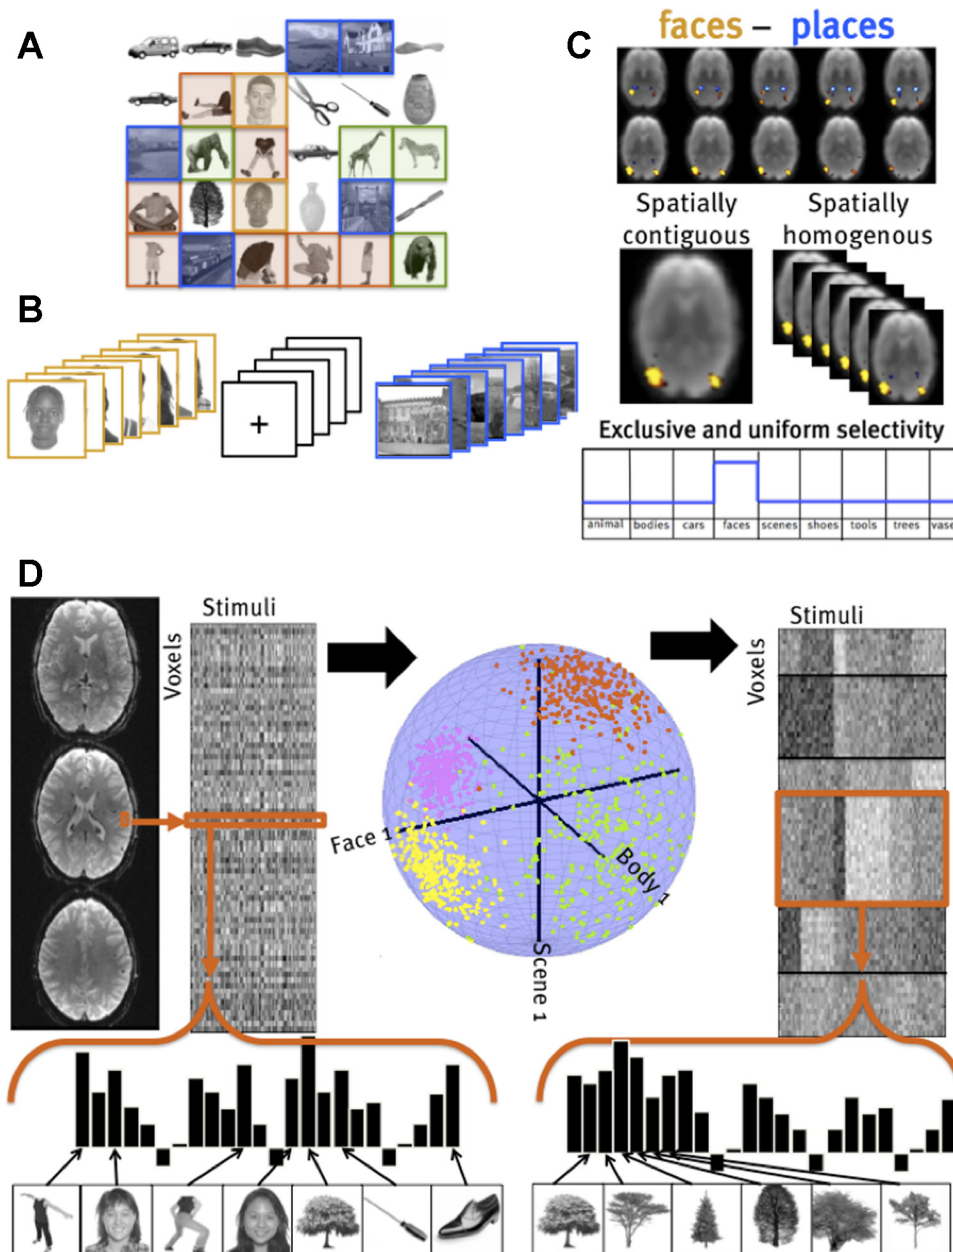 A
C
faces – places
Spatially
contiguous
Spatially
homogenous
B
+
Exclusive and uniform selectivity
animal bodies cars faces scenes shoes tools trees vase
D
Stimuli
Voxels
Face 1
Body 1
Scene 1
Stimuli
Voxels